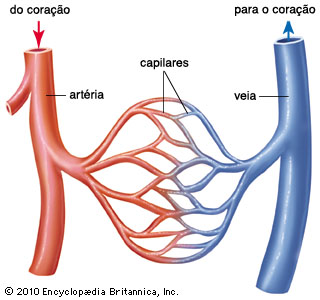 do coração
para o coração
capilares
artéria
veia
© 2010 Encyclopædia Britannica, Inc.